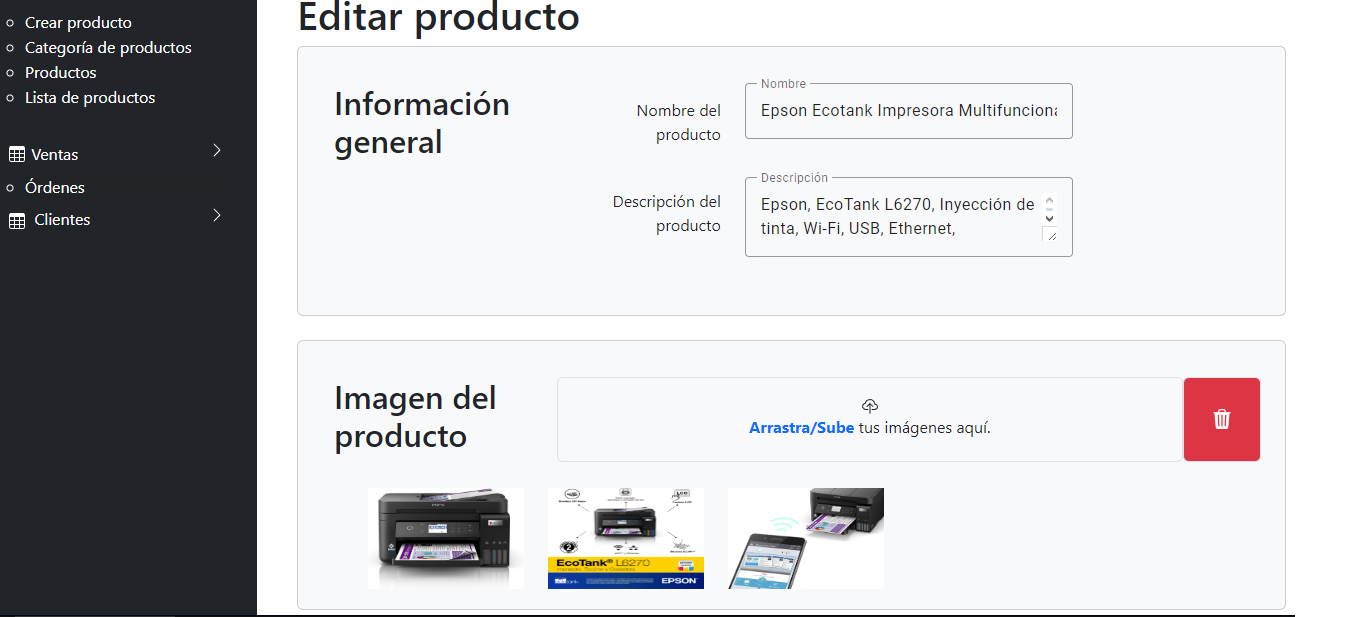 Crear producto
Categoría de productos
Productos
Lista de productos
Ventas
Órdenes
Clientes
Editar producto
Información
general
Nombre del
producto
Nombre
Epson Ecotank Impresora Multifunciona
Descripción del
producto
Descripción
Epson, EcoTank L6270, Inyección de
tinta, Wi-Fi, USB, Ethernet,
Imagen del
producto
Arrastra/Sube tus imágenes aquí.
EcoTank® L6270
EPSON